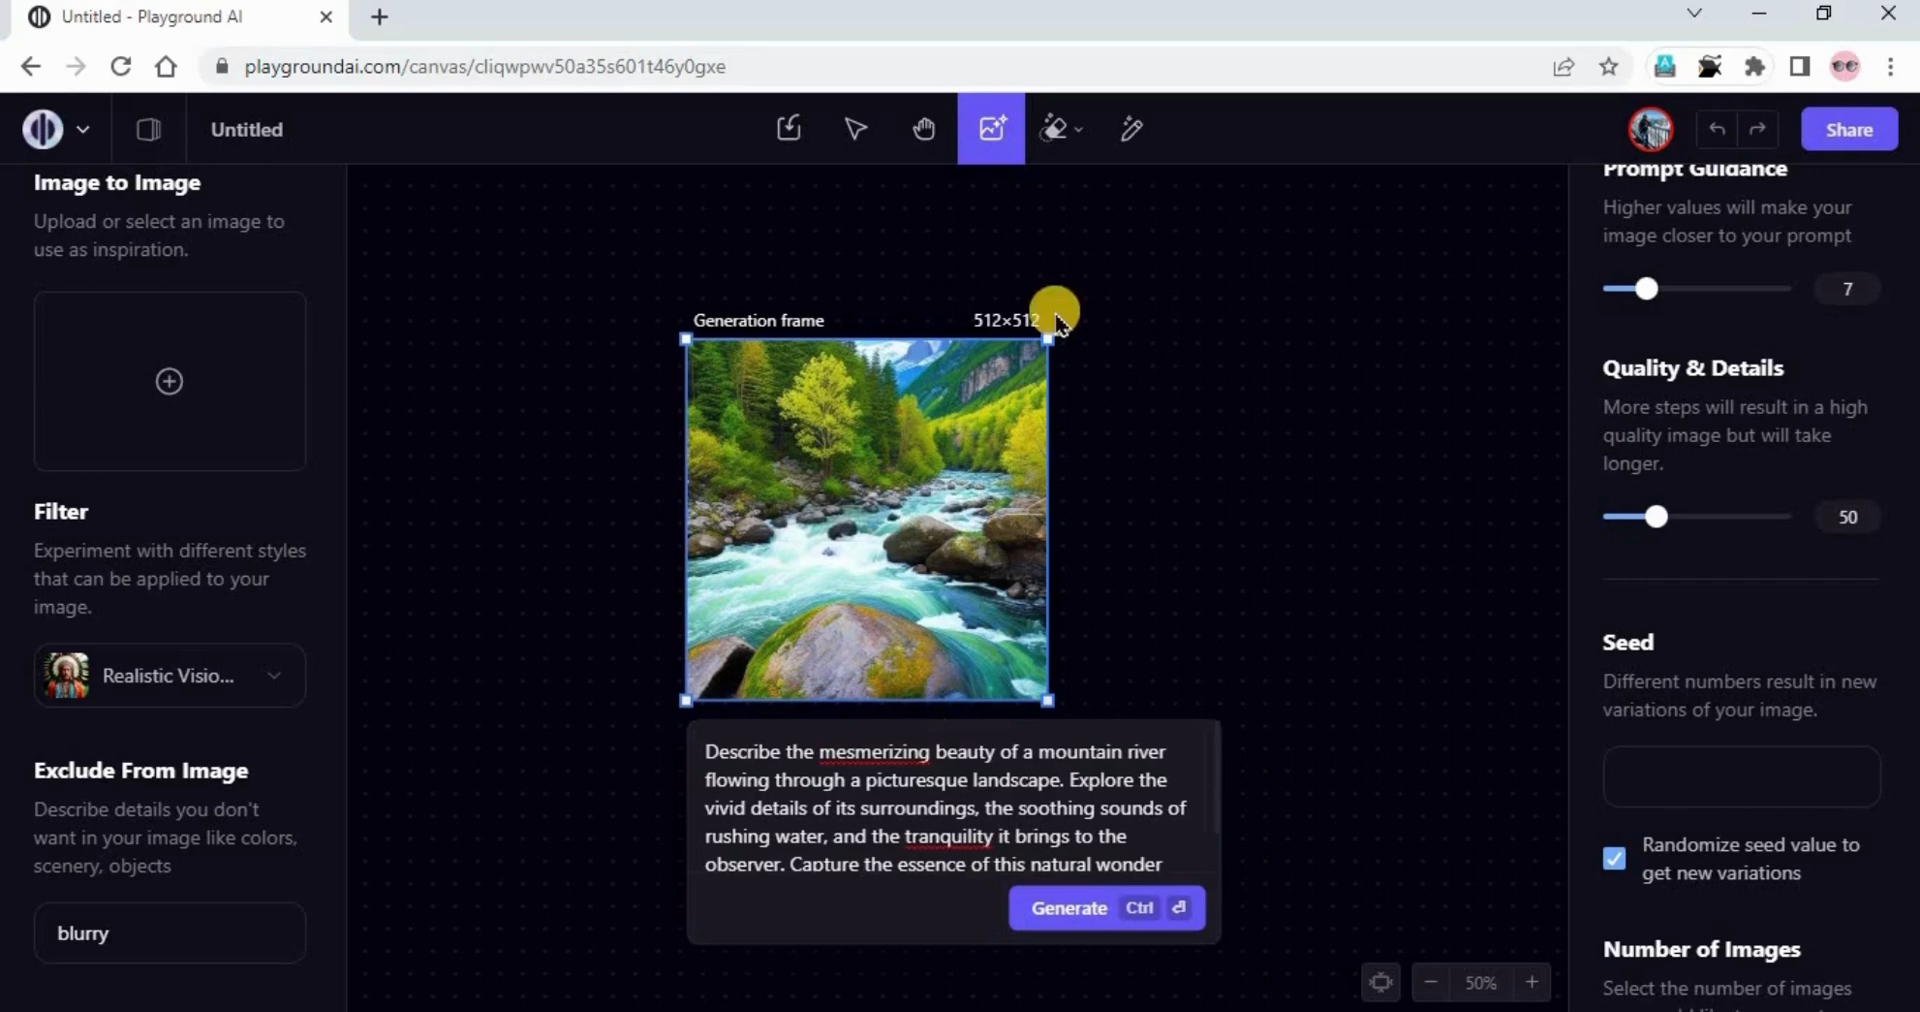 Untitled - Playground AI
playgroundai.com/canvas/cliqwpwv50a35s601t46y0gxe
Untitled
Share
Image to Image
Upload or select an image to
use as inspiration.
Filter
Experiment with different styles
that can be applied to your
image.
Realistic Visio...
Exclude From Image
Describe details you don't
want in your image like colors,
scenery, objects
blurry
Generation frame
512×512
Describe the mesmerizing beauty of a mountain river
flowing through a picturesque landscape. Explore the
vivid details of its surroundings, the soothing sounds of
rushing water, and the tranquility it brings to the
observer. Capture the essence of this natural wonder
Generate Ctrl
50%
Prompt Guidance
Higher values will make your
image closer to your prompt
7
Quality & Details
More steps will result in a high
quality image but will take
longer.
50
Seed
Different numbers result in new
variations of your image.
Randomize seed value to
get new variations
Number of Images
Select the number of images